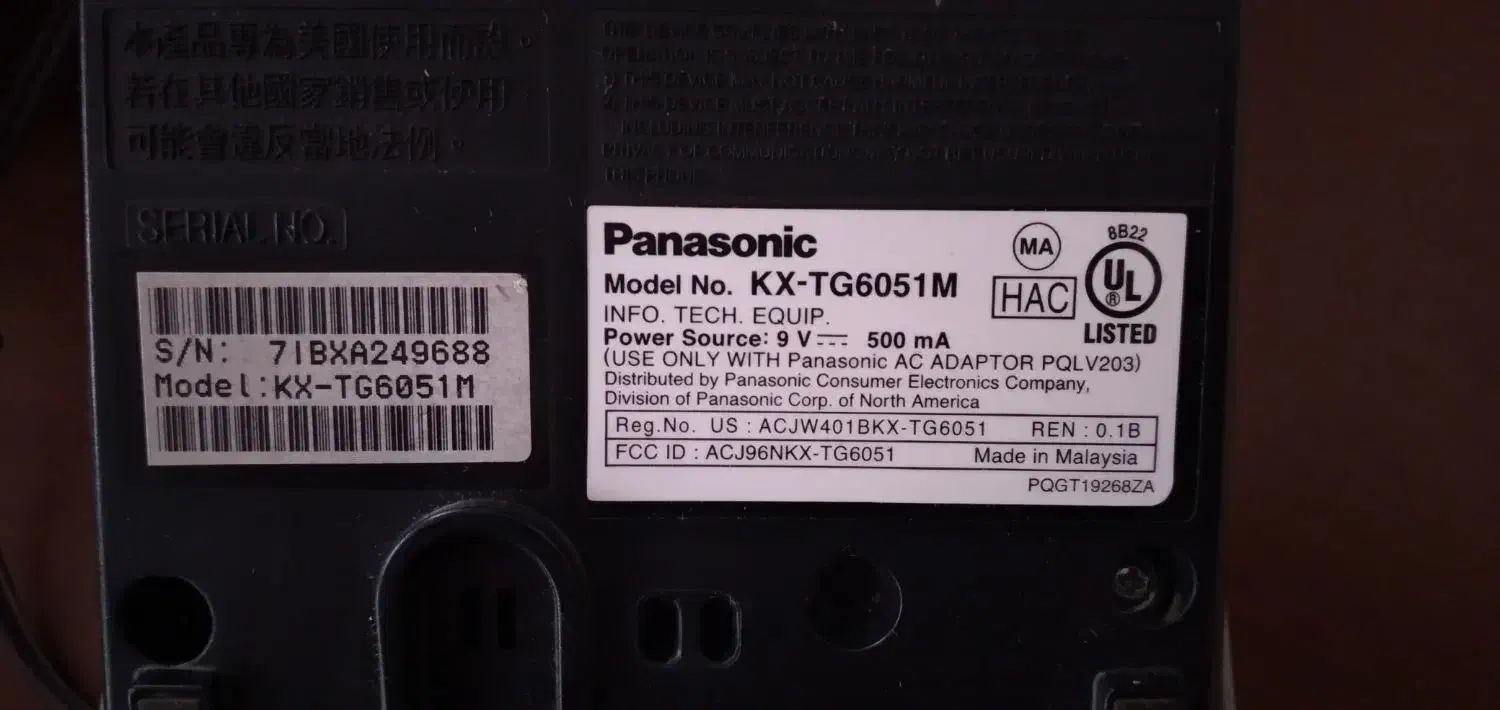 本產品專為美國使用而設。
若在其他國家銷售或使用
可能會違反當地法例。
THIS PHONE.
SERIAL NO.
S/N: 7IBXA249688
Model:KX-TG6051M
Panasonic
Model No. KX-TG6051M
INFO. TECH. EQUIP.
Power Source: 9 V⎓ 500 mA
(USE ONLY WITH Panasonic AC ADAPTOR PQLV203)
Distributed by Panasonic Consumer Electronics Company,
Division of Panasonic Corp. of North America
MA
HAC
8B22
UL
®
LISTED
Reg.No. US : ACJW401BKX-TG6051 REN : 0.1B
FCC ID : ACJ96NKX-TG6051 Made in Malaysia
PQGT19268ZA